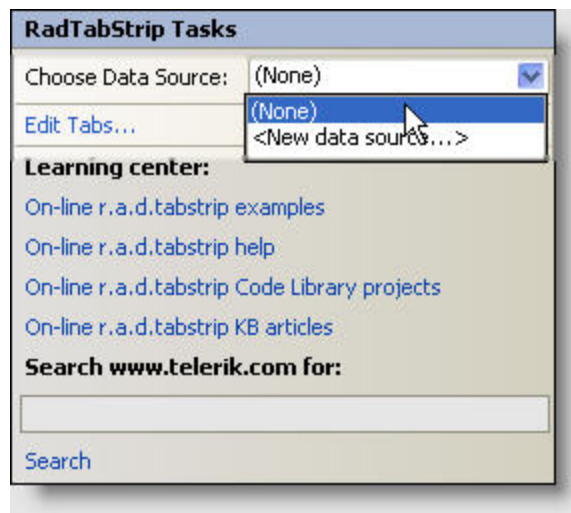 RadTabStrip Tasks
Choose Data Source: (None)
(None)
Edit Tabs...
<New data source...>
Learning center:
On-line r.a.d.tabstrip examples
On-line r.a.d.tabstrip help
On-line r.a.d.tabstrip Code Library projects
On-line r.a.d.tabstrip KB articles
Search www.telerik.com for:
Search